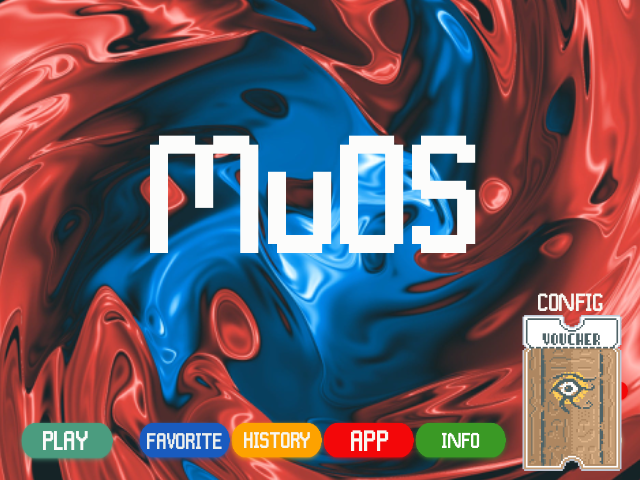 MuOS
CONFIG
VOUCHER
PLAY
FAVORITE
HISTORY
APP
INFO